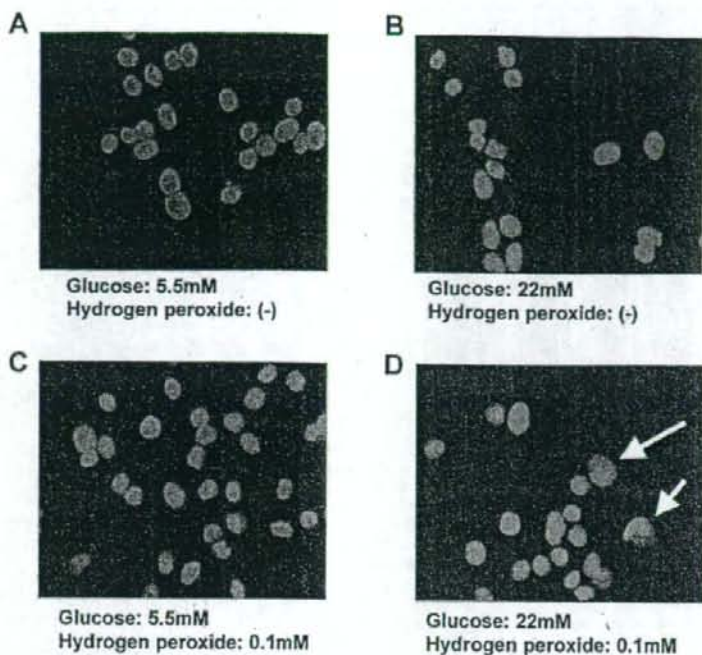 A
B
Glucose: 5.5mM
Hydrogen peroxide: (-)
Glucose: 22mM
Hydrogen peroxide: (-)
C
D
Glucose: 5.5mM
Hydrogen peroxide: 0.1mM
Glucose: 22mM
Hydrogen peroxide: 0.1mM